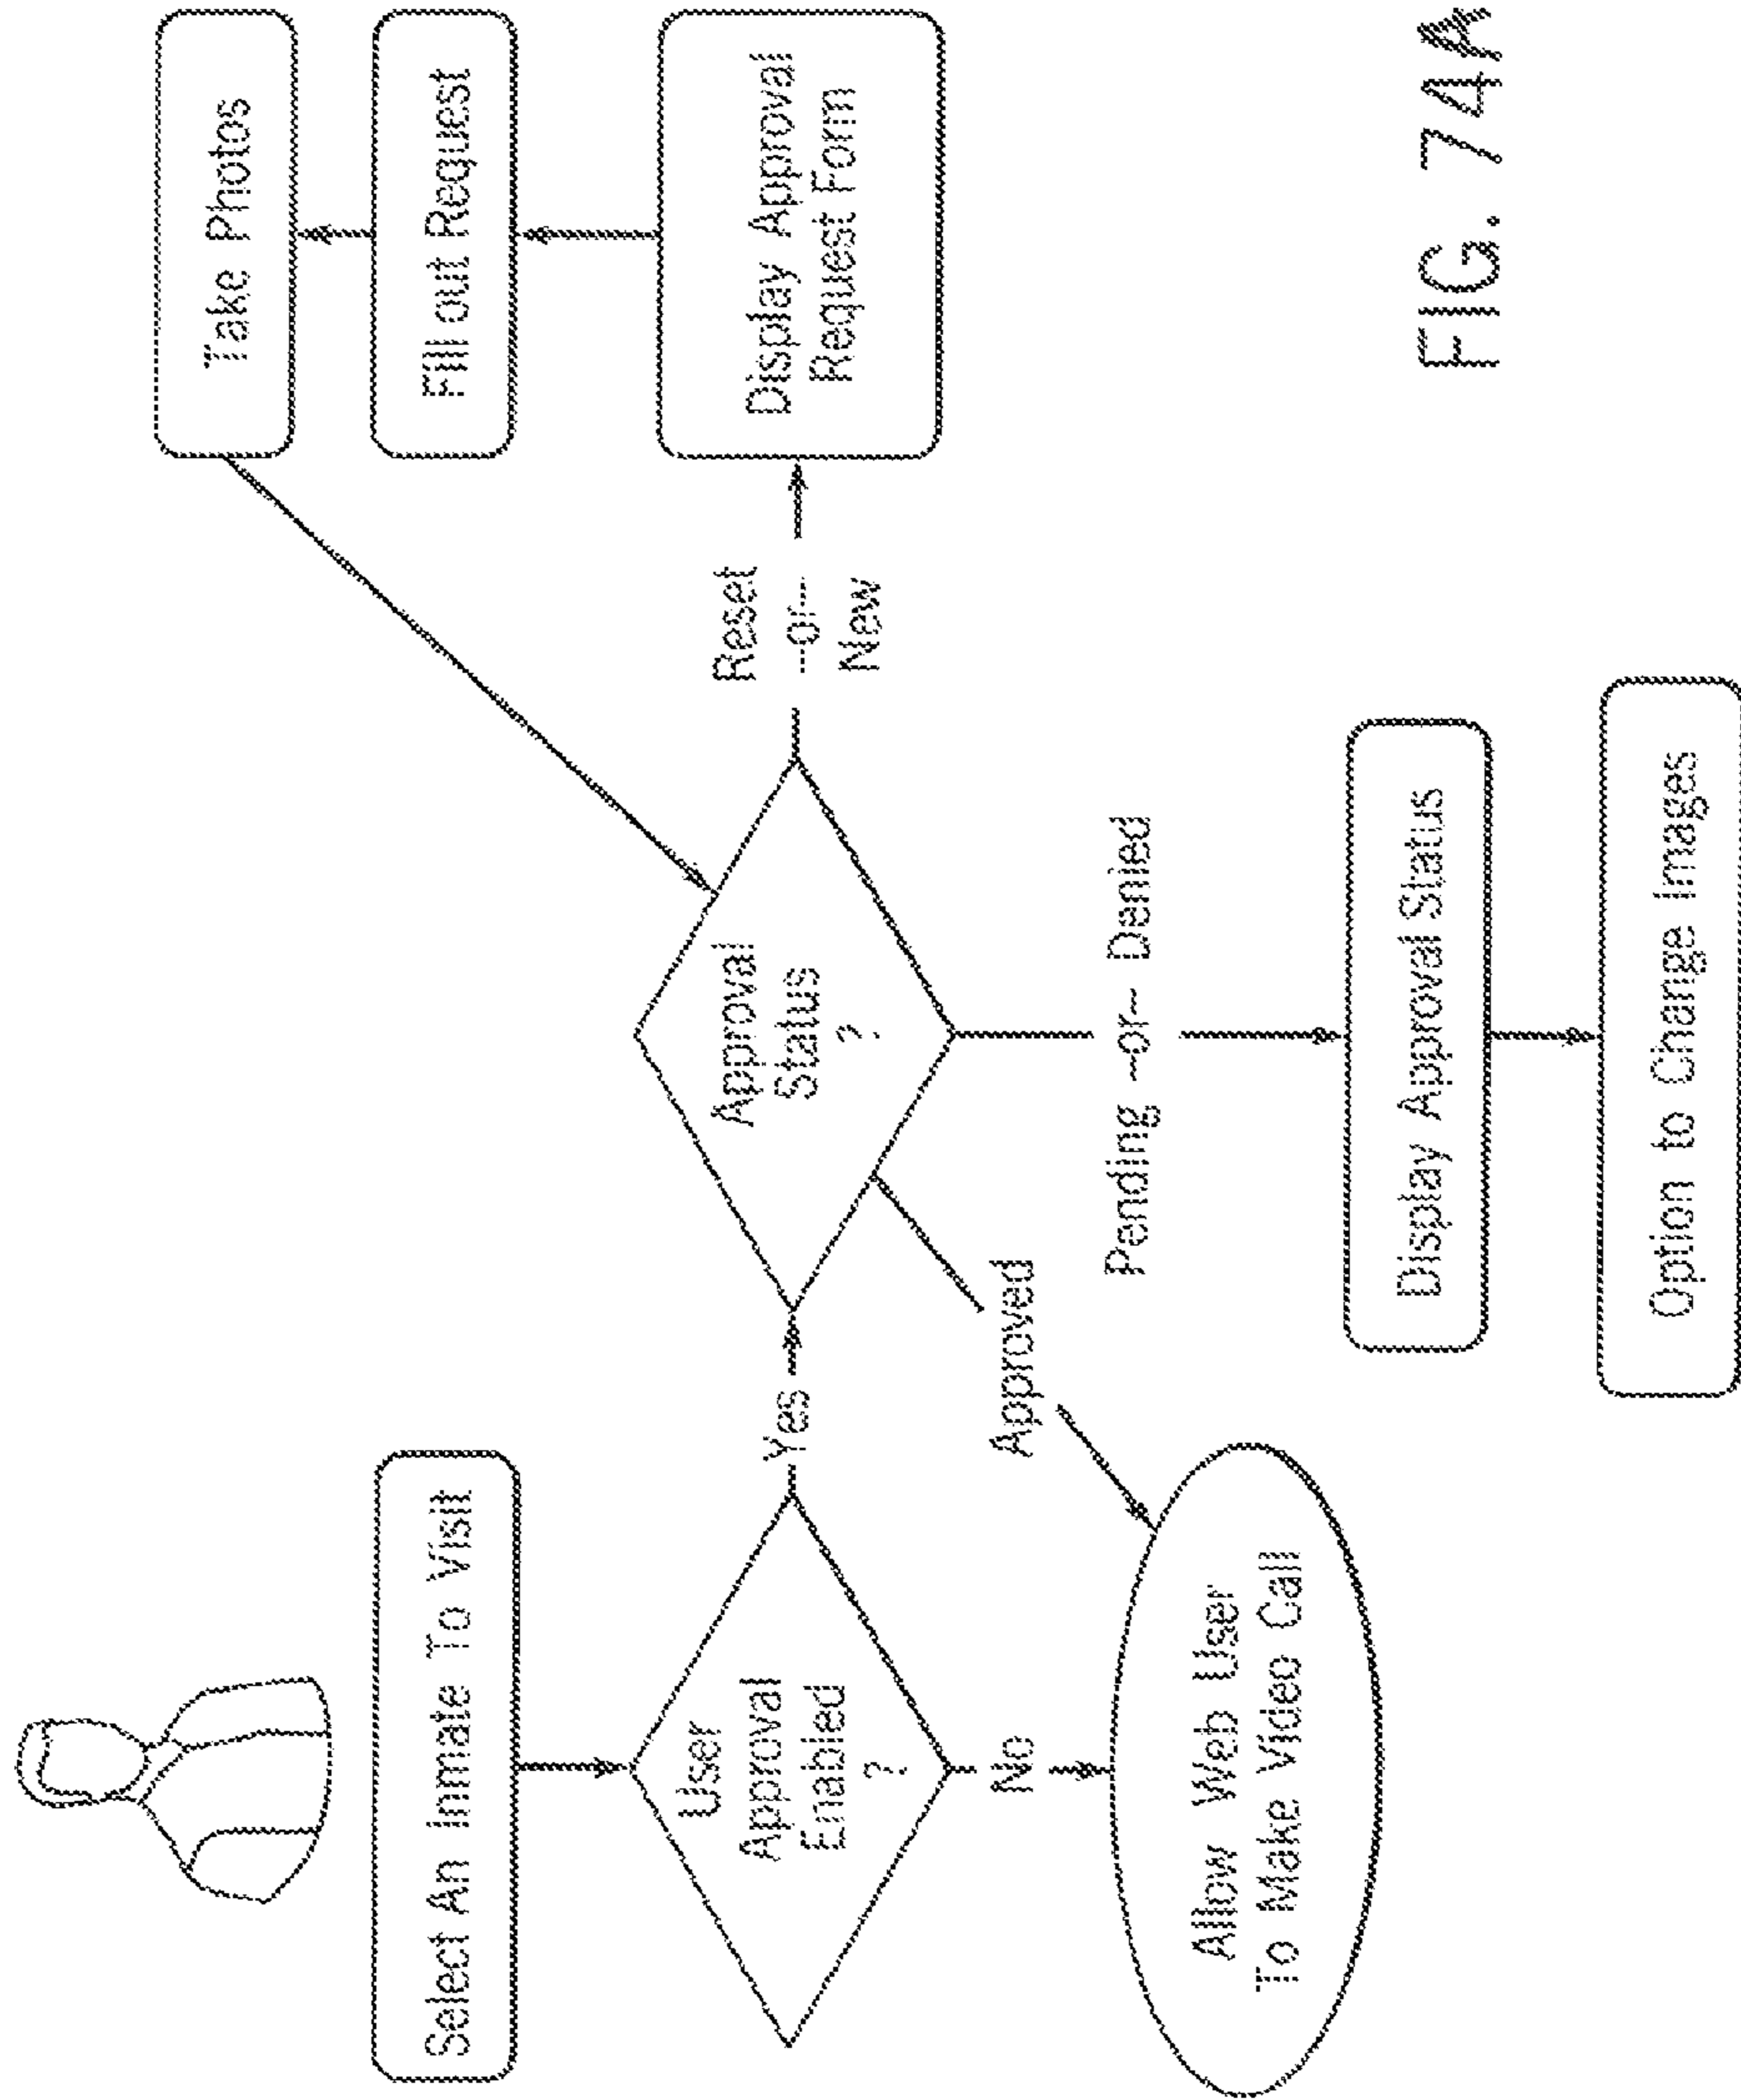 Select An Inmate To Visit
User
Approval
Enabled
?
Yes
No
Allow Web User
To Make Video Call
Approval
Status
?
Approved
Pending -or- Denied
Display Approval Status
Option to Change Images
Reset
-or-
New
Display Approval
Request Form
Fill out Request
Take Photos
FIG. 74A